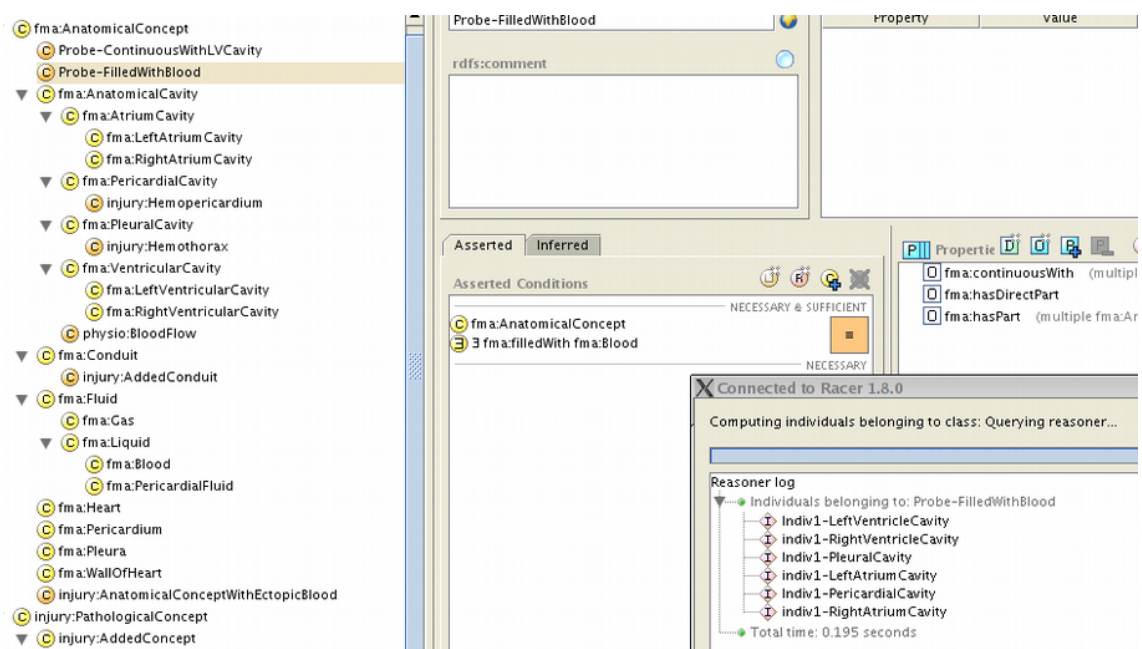 fma:AnatomicalConcept
Probe-ContinuousWithLVCavity
Probe-FilledWithBlood
fma:AnatomicalCavity
fma:AtriumCavity
fma:LeftAtriumCavity
fma:RightAtriumCavity
fma:PericardialCavity
injury:Hemopericardium
fma:PleuralCavity
injury:Hemothorax
fma:VentricularCavity
fma:LeftVentricularCavity
fma:RightVentricularCavity
physio:BloodFlow
fma:Conduit
injury:AddedConduit
fma:Fluid
fma:Gas
fma:Liquid
fma:Blood
fma:PericardialFluid
fma:Heart
fma:Pericardium
fma:Pleura
fma:WallOfHeart
injury:AnatomicalConceptWithEctopicBlood
injury:PathologicalConcept
injury:AddedConcept
Probe-FilledWithBlood
rdfs:comment
Property Value
Asserted Inferred
Asserted Conditions
NECESSARY & SUFFICIENT
fma:AnatomicalConcept
∃ fma:filledWith fma:Blood
NECESSARY
Propertie
fma:continuousWith (multipl
fma:hasDirectPart
fma:hasPart (multiple fma:Ar
Connected to Racer 1.8.0
Computing individuals belonging to class: Querying reasoner...
Reasoner log
Individuals belonging to: Probe-FilledWithBlood
Indiv1-LeftVentricleCavity
Indiv1-RightVentricleCavity
Indiv1-PleuralCavity
indiv1-LeftAtriumCavity
Indiv1-PericardialCavity
indiv1-RightAtriumCavity
Total time: 0.195 seconds